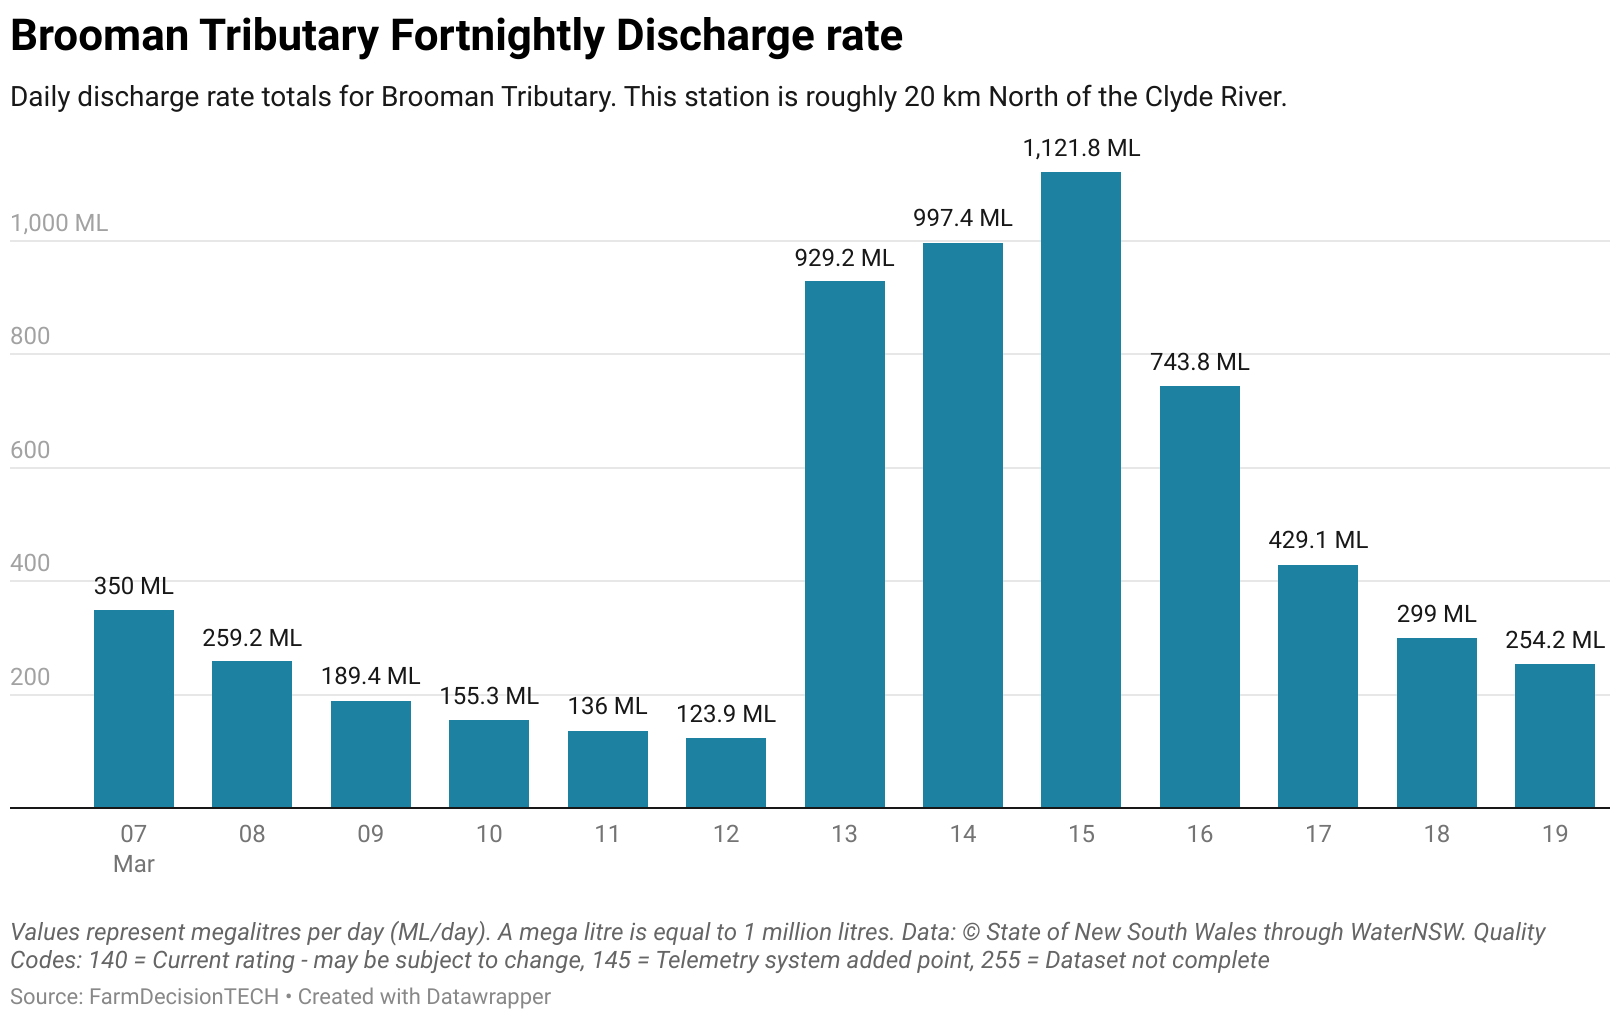 Brooman Tributary Fortnightly Discharge rate
Daily discharge rate totals for Brooman Tributary. This station is roughly 20 km North of the Clyde River.
1,121.8 ML
1,000 ML
997.4 ML
929.2 ML
800
743.8 ML
600
429.1 ML
400
350 ML
299 ML
259.2 ML
254.2 ML
200
189.4 ML
155.3 ML
136 ML
123.9 ML
07 08 09 10 11 12 13 14 15 16 17 18 19
Mar
Values represent megalitres per day (ML/day). A mega litre is equal to 1 million litres. Data: © State of New South Wales through WaterNSW. Quality
Codes: 140 = Current rating - may be subject to change, 145 = Telemetry system added point, 255 = Dataset not complete
Source: FarmDecisionTECH • Created with Datawrapper